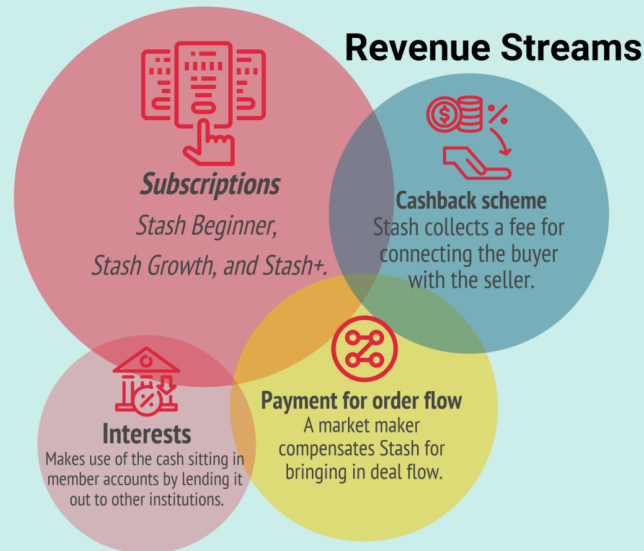 Revenue Streams
Subscriptions
Stash Beginner,
Stash Growth, and Stash+.
Cashback scheme
Stash collects a fee for
connecting the buyer
with the seller.
Payment for order flow
A market maker
compensates Stash for
bringing in deal flow.
Interests
Makes use of the cash sitting in
member accounts by lending it
out to other institutions.